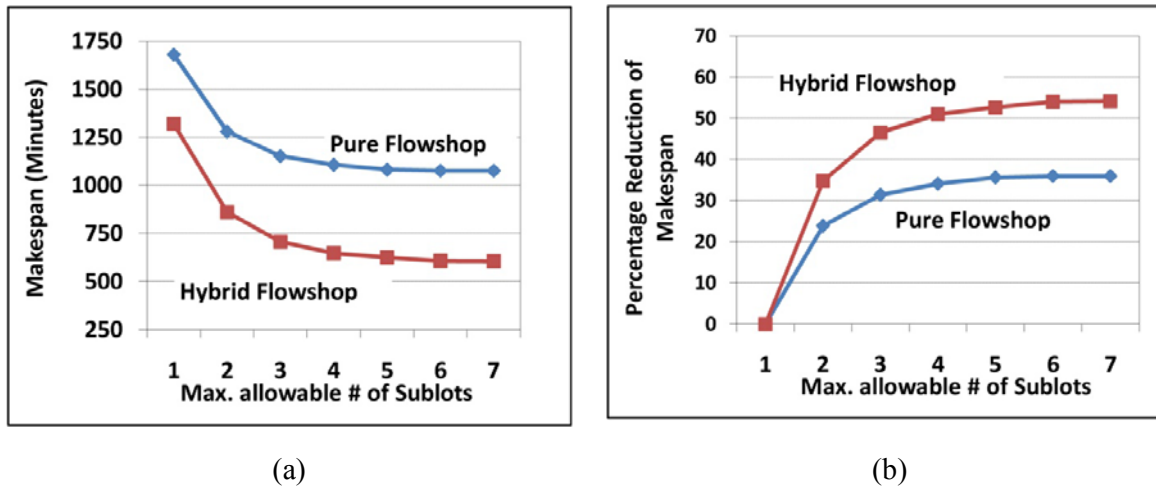 1750
1500
1250
1000
750
500
250
Makespan (Minutes)
Pure Flowshop
Hybrid Flowshop
1 2 3 4 5 6 7
Max. allowable # of Sublots
(a)
70
60
50
40
30
20
10
0
Percentage Reduction of
Makespan
Hybrid Flowshop
Pure Flowshop
1 2 3 4 5 6 7
Max. allowable # of Sublots
(b)